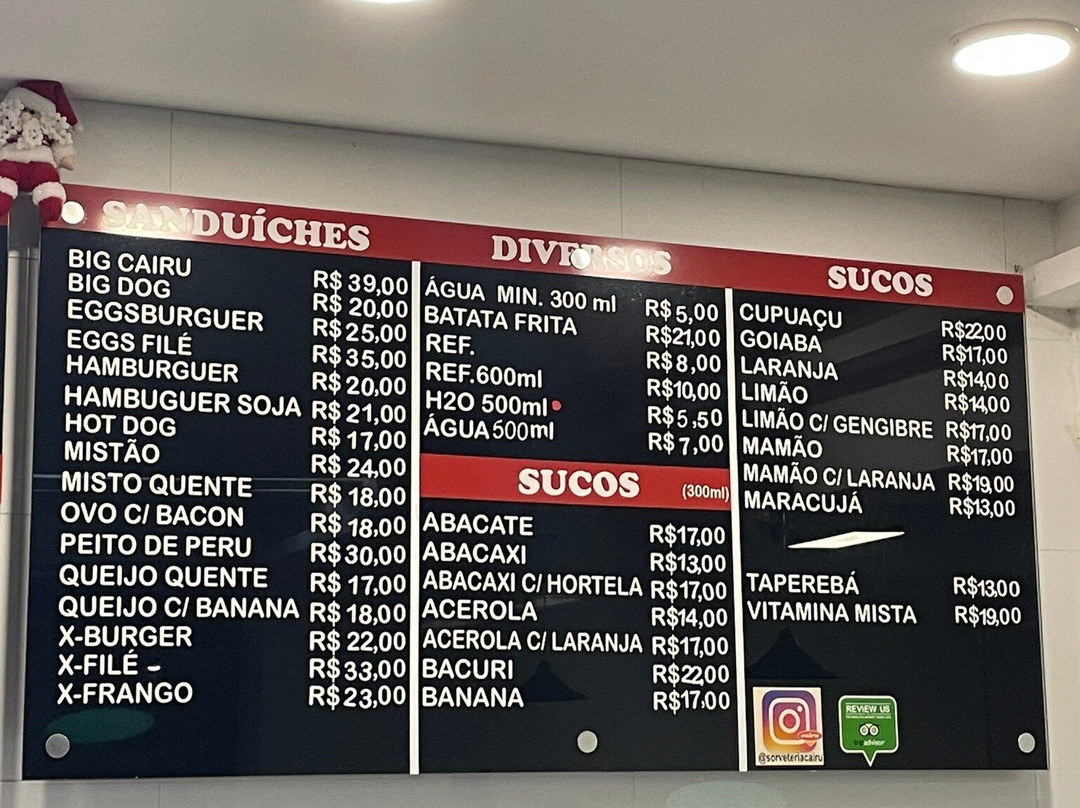 SANDUÍCHES
BIG CAIRU R$ 39,00
BIG DOG R$ 20,00
EGGSBURGUER R$ 25,00
EGGS FILÉ R$ 35,00
HAMBURGUER R$ 20,00
HAMBUGUER SOJA R$ 21,00
HOT DOG R$ 17,00
MISTÃO R$ 24,00
MISTO QUENTE R$ 18,00
OVO C/ BACON R$ 18,00
PEITO DE PERU R$ 30,00
QUEIJO QUENTE R$ 17,00
QUEIJO C/ BANANA R$ 18,00
X-BURGER R$ 22,00
X-FILÉ - R$ 33,00
X-FRANGO R$ 23,00
DIVERSOS
ÁGUA MIN. 300 ml R$ 5,00
BATATA FRITA R$21,00
REF. R$ 8,00
REF.600ml R$10,00
H2O 500ml R$ 5,50
ÁGUA 500ml R$ 7,00
SUCOS (300ml)
ABACATE R$17,00
ABACAXI R$13,00
ABACAXI C/ HORTELA R$17,00
ACEROLA R$14,00
ACEROLA C/ LARANJA R$17,00
BACURI R$22,00
BANANA R$17,00
SUCOS
CUPUAÇU R$22,00
GOIABA R$17,00
LARANJA R$14,00
LIMÃO R$14,00
LIMÃO C/ GENGIBRE R$17,00
MAMÃO R$17,00
MAMÃO C/ LARANJA R$19,00
MARACUJÁ R$13,00
TAPEREBÁ R$13,00
VITAMINA MISTA R$19,00
@sorveteriacairu
REVIEW US